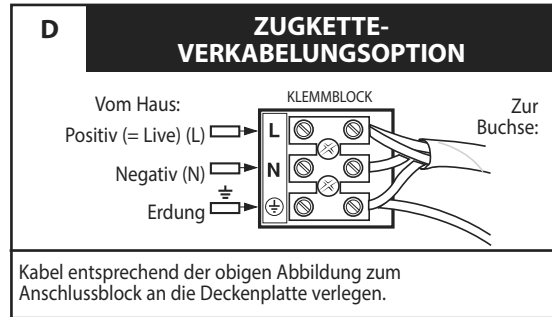 D
ZUGKETTE-
VERKABELUNGSOPTION
KLEMMBLOCK
Vom Haus:
Zur
Buchse:
Positiv (= Live) (L)
L
Negativ (N)
N
Erdung
Kabel entsprechend der obigen Abbildung zum
Anschlussblock an die Deckenplatte verlegen.